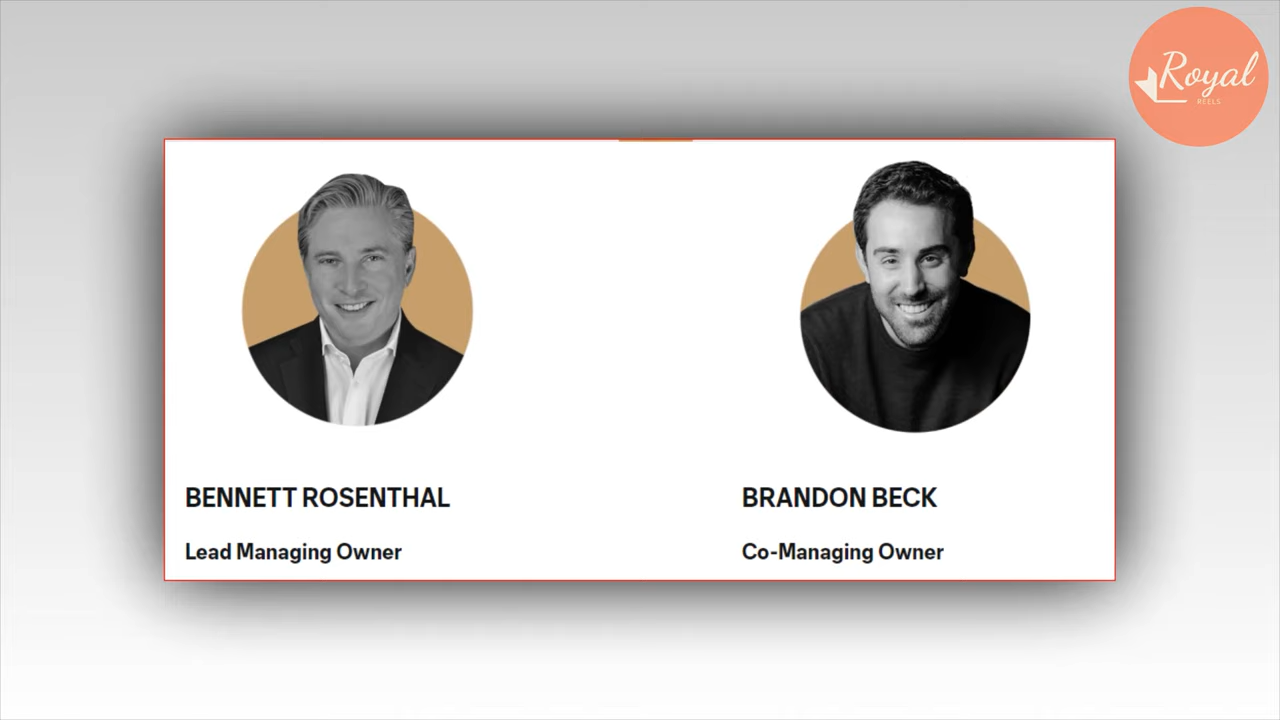 Royal
REELS
BENNETT ROSENTHAL
BRANDON BECK
Lead Managing Owner
Co-Managing Owner